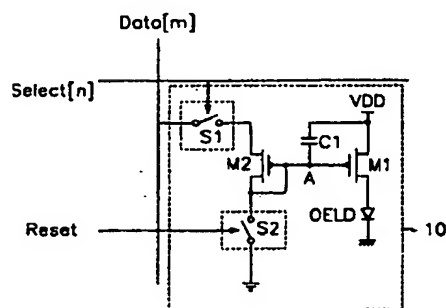 Data[m]
Select[n]
VDD
S1
C1
M2
M1
A
OELD
Reset
S2
10